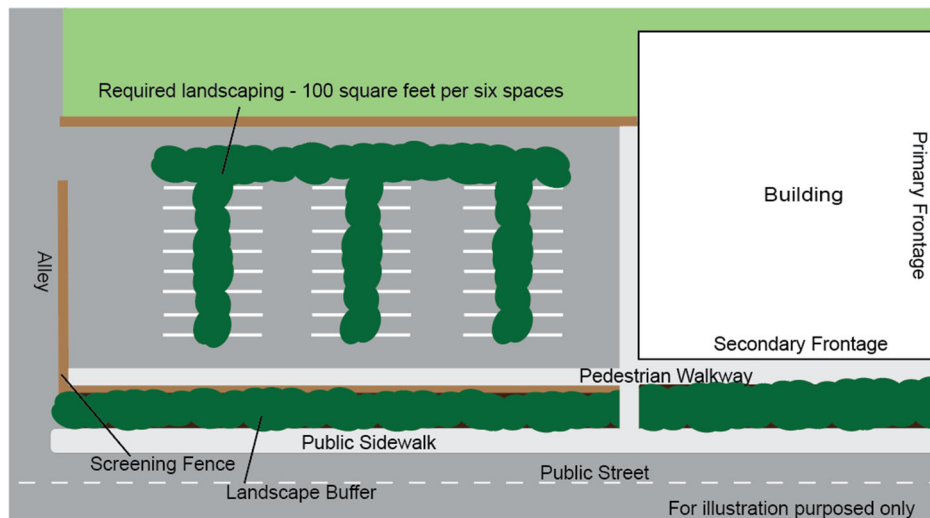 Required landscaping - 100 square feet per six spaces
Primary Frontage
Building
Alley
Secondary Frontage
Pedestrian Walkway
Public Sidewalk
Screening Fence
Public Street
Landscape Buffer
For illustration purposed only